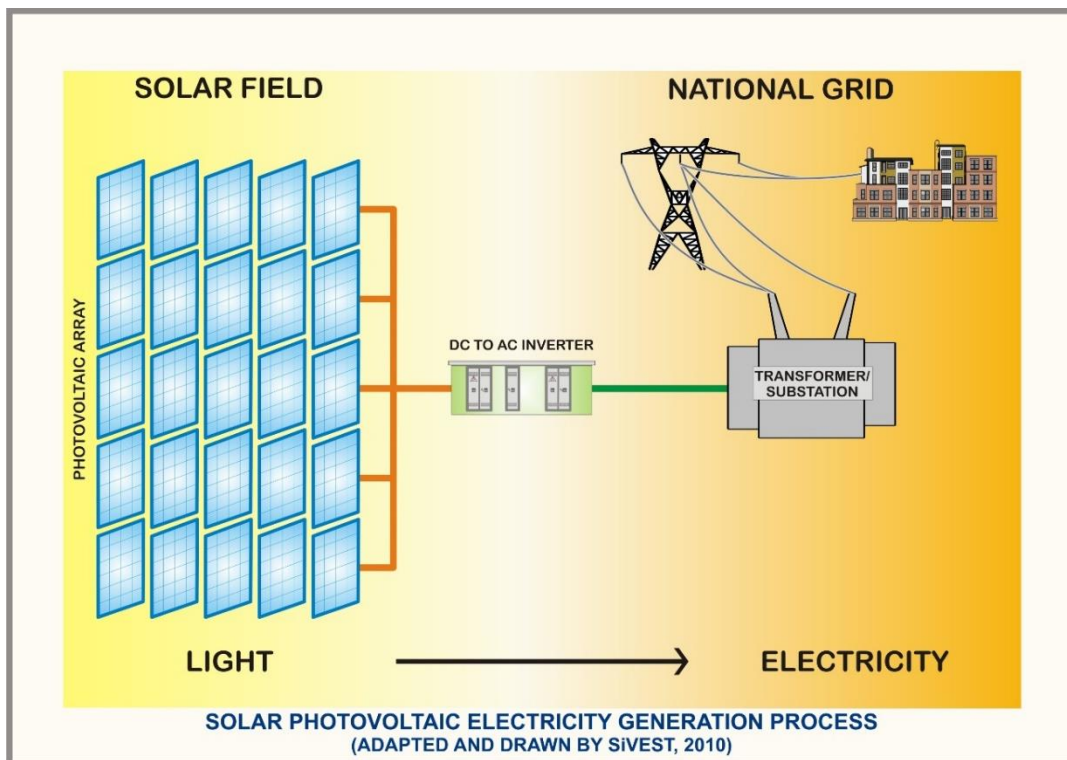 SOLAR FIELD
NATIONAL GRID
PHOTOVOLTAIC ARRAY
DC TO AC INVERTER
TRANSFORMER/
SUBSTATION
LIGHT
ELECTRICITY
SOLAR PHOTOVOLTAIC ELECTRICITY GENERATION PROCESS
(ADAPTED AND DRAWN BY SiVEST, 2010)